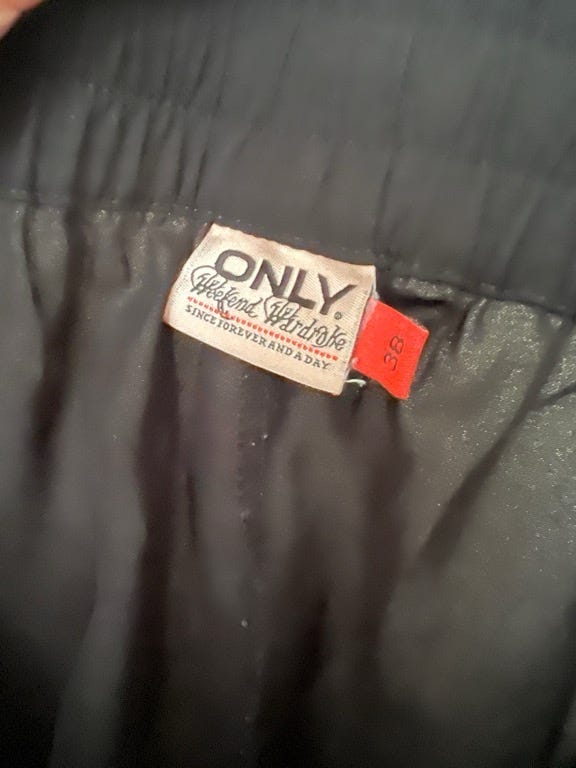 ONLY®
Weekend Wardrobe
SINCE FOREVER AND A DAY
38